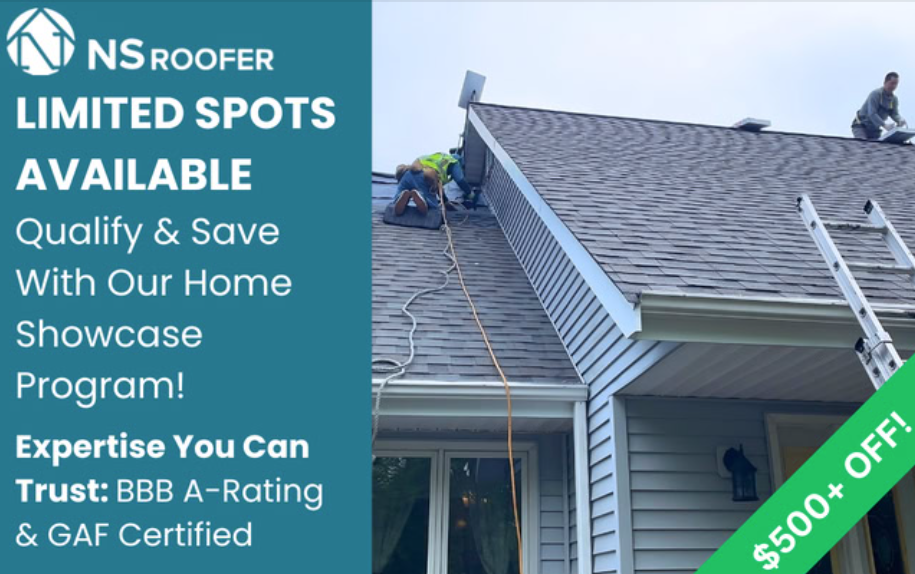 NS ROOFER
LIMITED SPOTS
AVAILABLE
Qualify & Save
With Our Home
Showcase
Program!
Expertise You Can
Trust: BBB A-Rating
& GAF Certified
$500+ OFF!